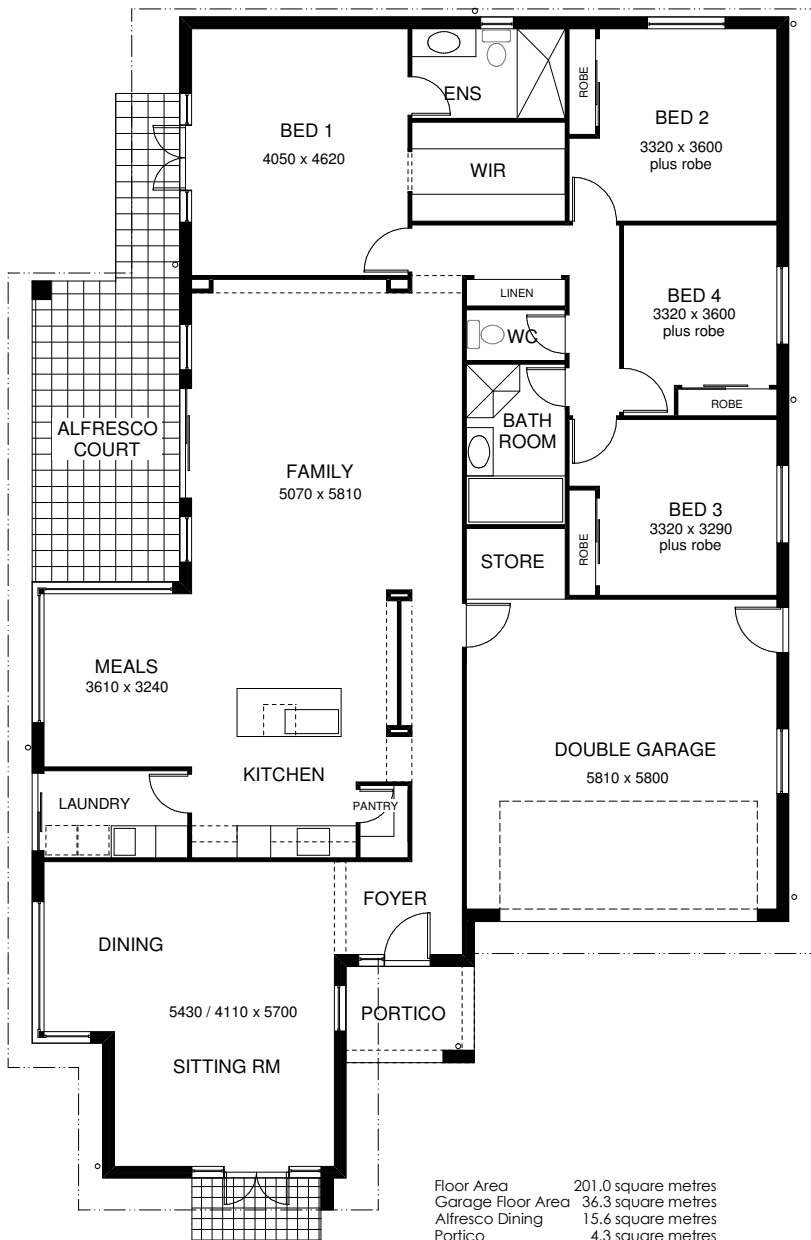 ENS
ROBE
BED 1
4050 x 4620
BED 2
3320 x 3600
plus robe
WIR
LINEN
BED 4
3320 x 3600
plus robe
WC
ROBE
ALFRESCO
COURT
BATH
ROOM
FAMILY
5070 x 5810
BED 3
3320 x 3290
plus robe
ROBE
STORE
MEALS
3610 x 3240
DOUBLE GARAGE
5810 x 5800
KITCHEN
LAUNDRY
PANTRY
FOYER
DINING
5430 / 4110 x 5700
PORTICO
SITTING RM
Floor Area 201.0 square metres
Garage Floor Area 36.3 square metres
Alfresco Dining 15.6 square metres
Portico 4.3 square metres